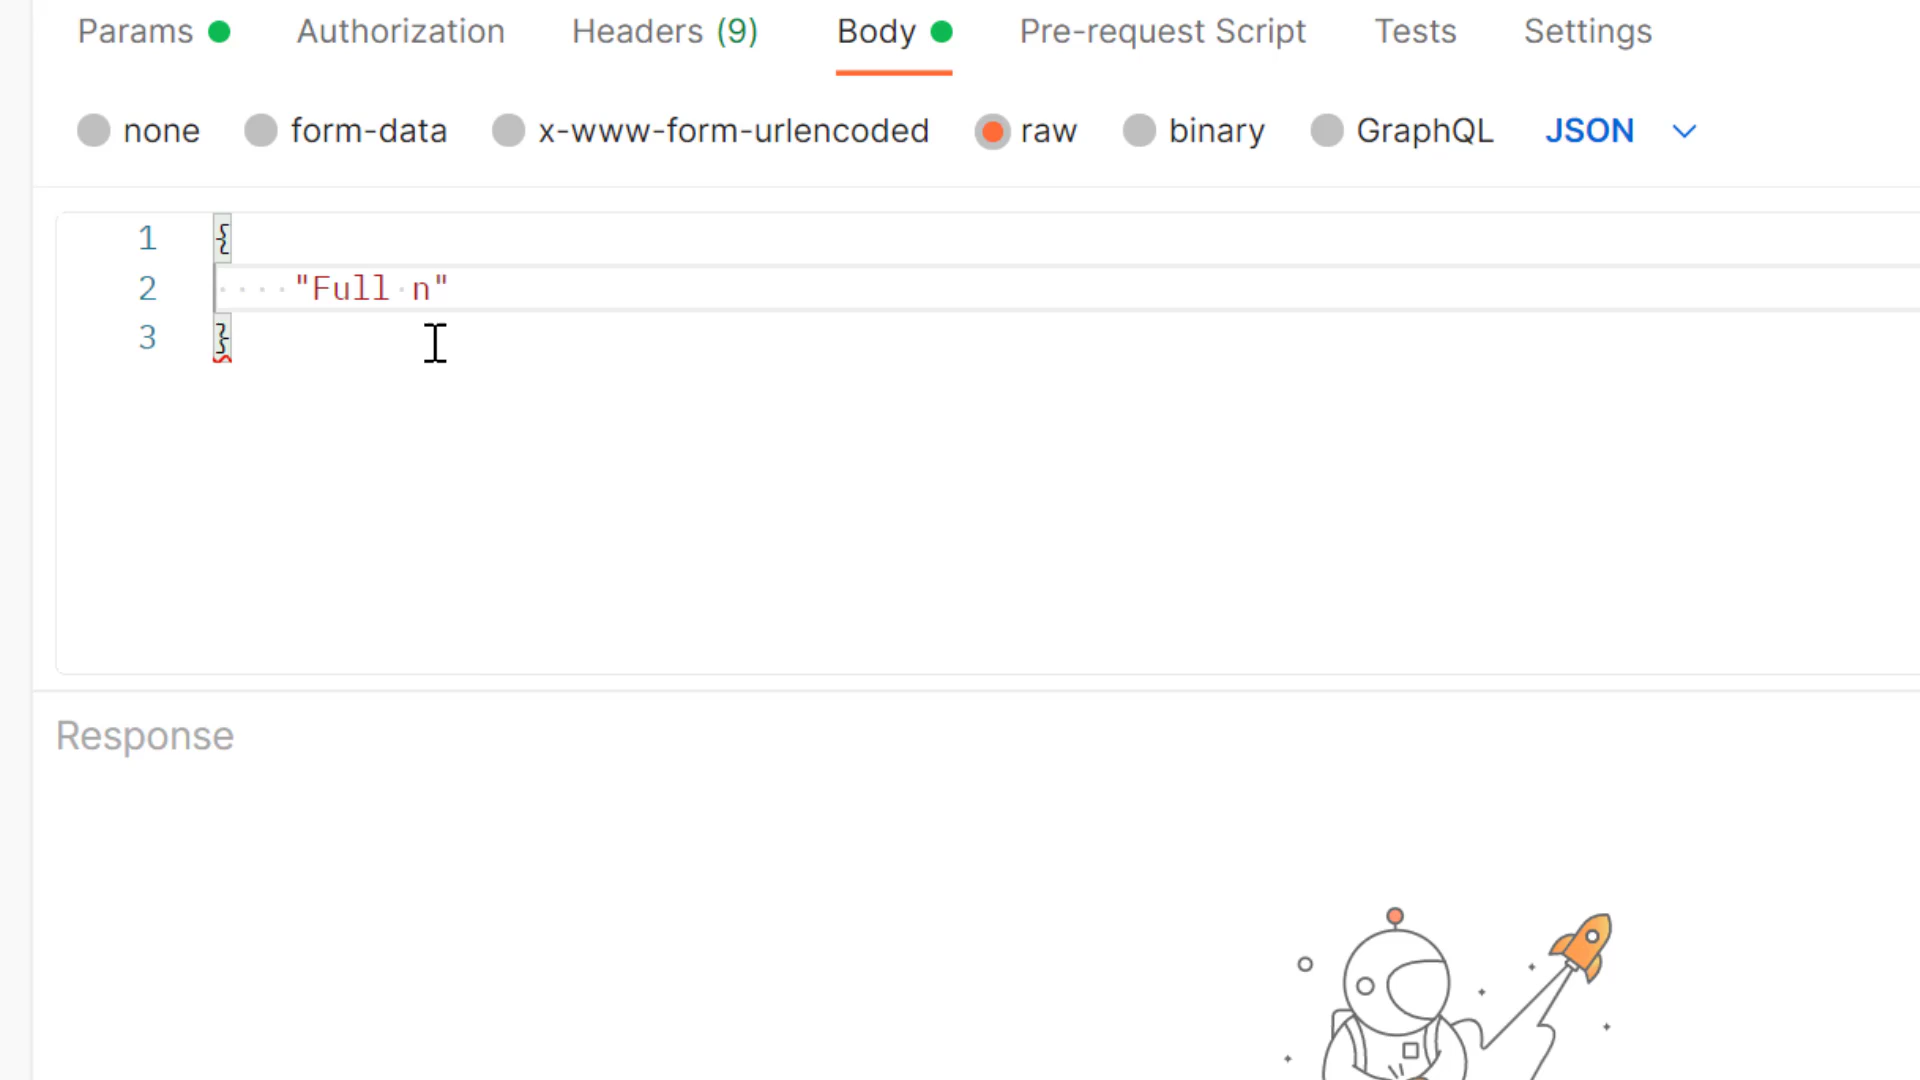 Params Authorization Headers (9) Body Pre-request Script Tests Settings
none form-data x-www-form-urlencoded raw binary GraphQL JSON
1 {
2 "Full n"
3 }
Response